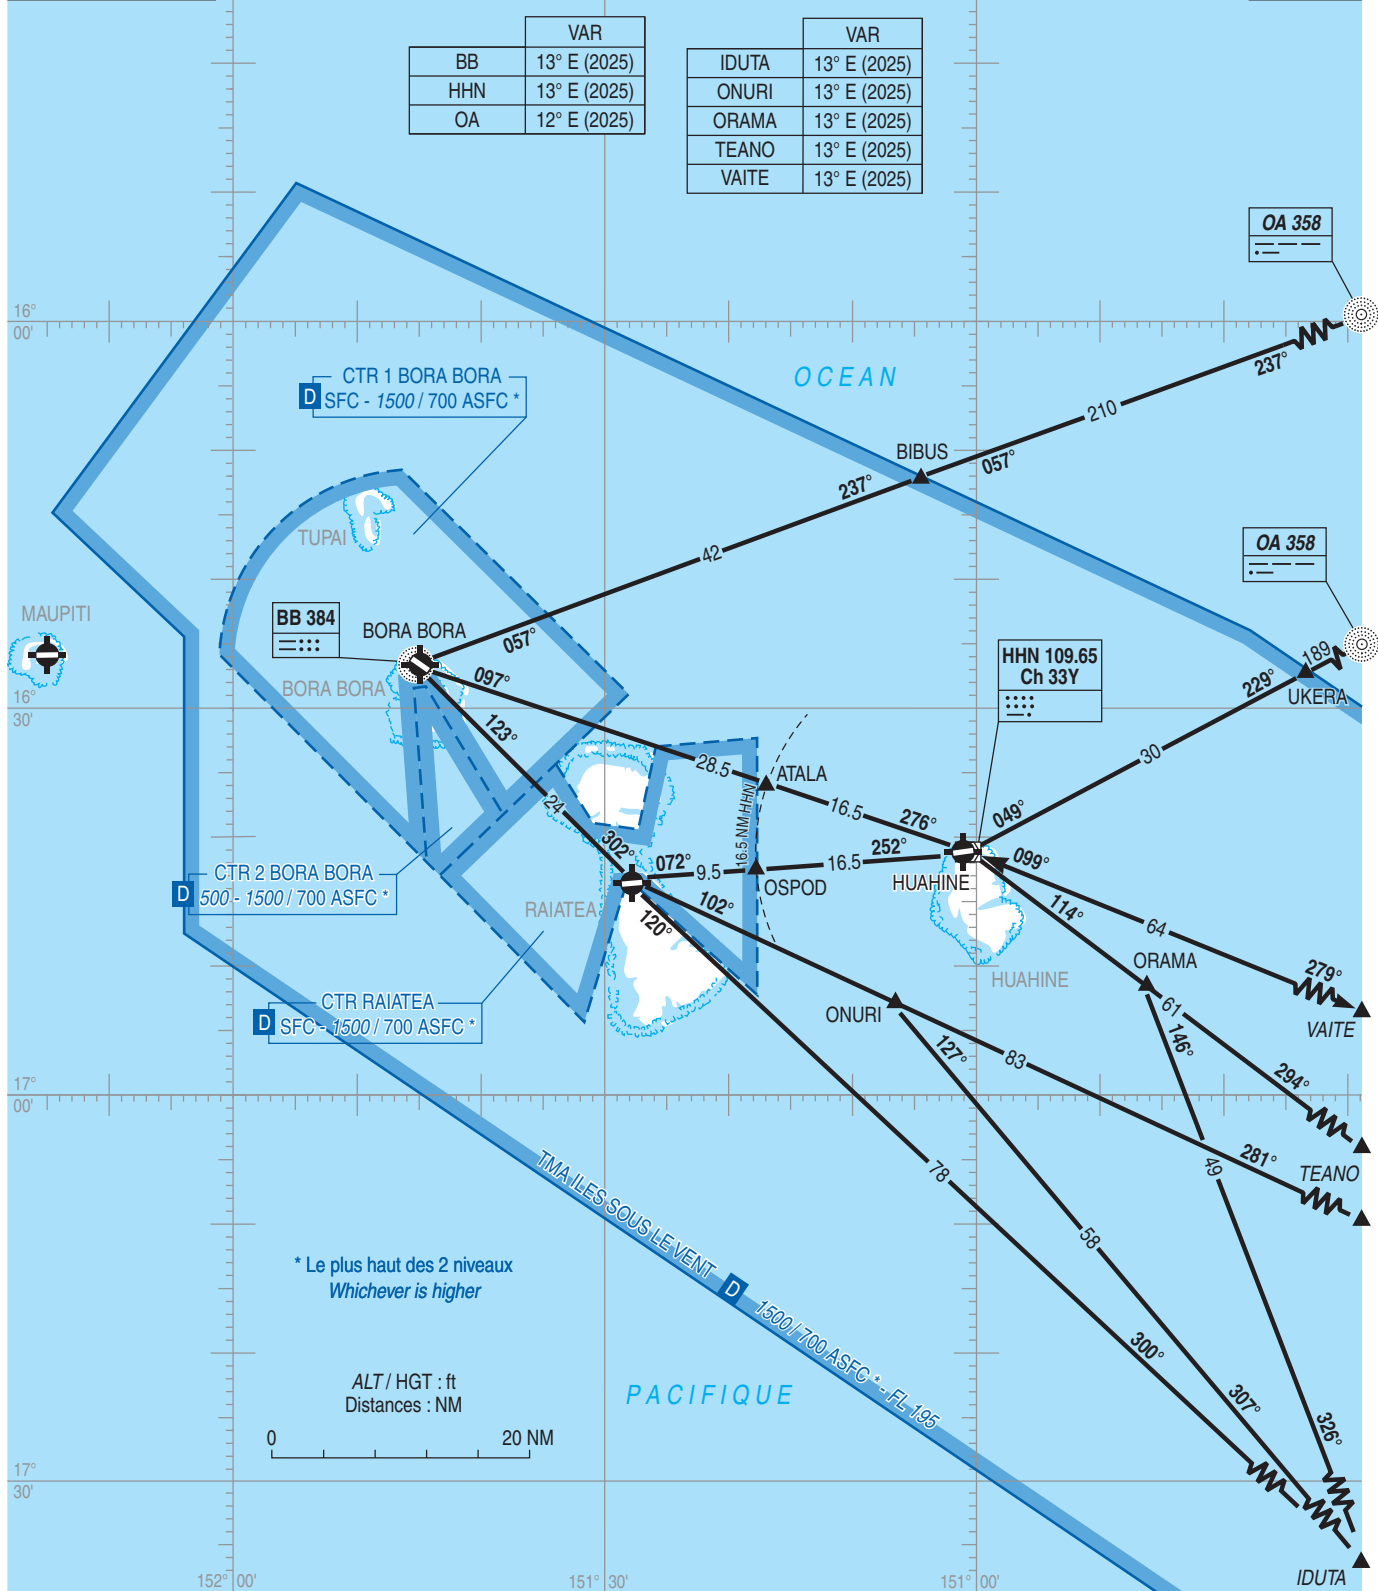 VAR
BB 13° E (2025)
HHN 13° E (2025)
OA 12° E (2025)
VAR
IDUTA 13° E (2025)
ONURI 13° E (2025)
ORAMA 13° E (2025)
TEANO 13° E (2025)
VAITE 13° E (2025)
OA 358
16°
00'
237°
OCEAN
CTR 1 BORA BORA
D SFC - 1500 / 700 ASFC *
210
BIBUS
057°
237°
TUPAI
42
OA 358
MAUPITI
BB 384
BORA BORA
057°
HHN 109.65
Ch 33Y
189
229°
UKERA
BORA BORA
097°
16°
30'
123°
28.5
ATALA
30
24
16.5 NM HHN
16.5
276°
049°
302°
072°
9.5
16.5
252°
OSPOD
099°
HUAHINE
CTR 2 BORA BORA
D 500 - 1500 / 700 ASFC *
RAIATEA
102°
120°
114°
64
ORAMA
HUAHINE
279°
CTR RAIATEA
D SFC - 1500 / 700 ASFC *
ONURI
61
VAITE
127°
146°
83
294°
17°
00'
281°
TEANO
78
49
TMA ILES SOUS LE VENT D 1500 / 700 ASFC * - FL 195
58
* Le plus haut des 2 niveaux
Whichever is higher
300°
ALT / HGT : ft
Distances : NM
PACIFIQUE
307°
326°
0 20 NM
17°
30'
IDUTA
152° 00'
151° 30'
151° 00'